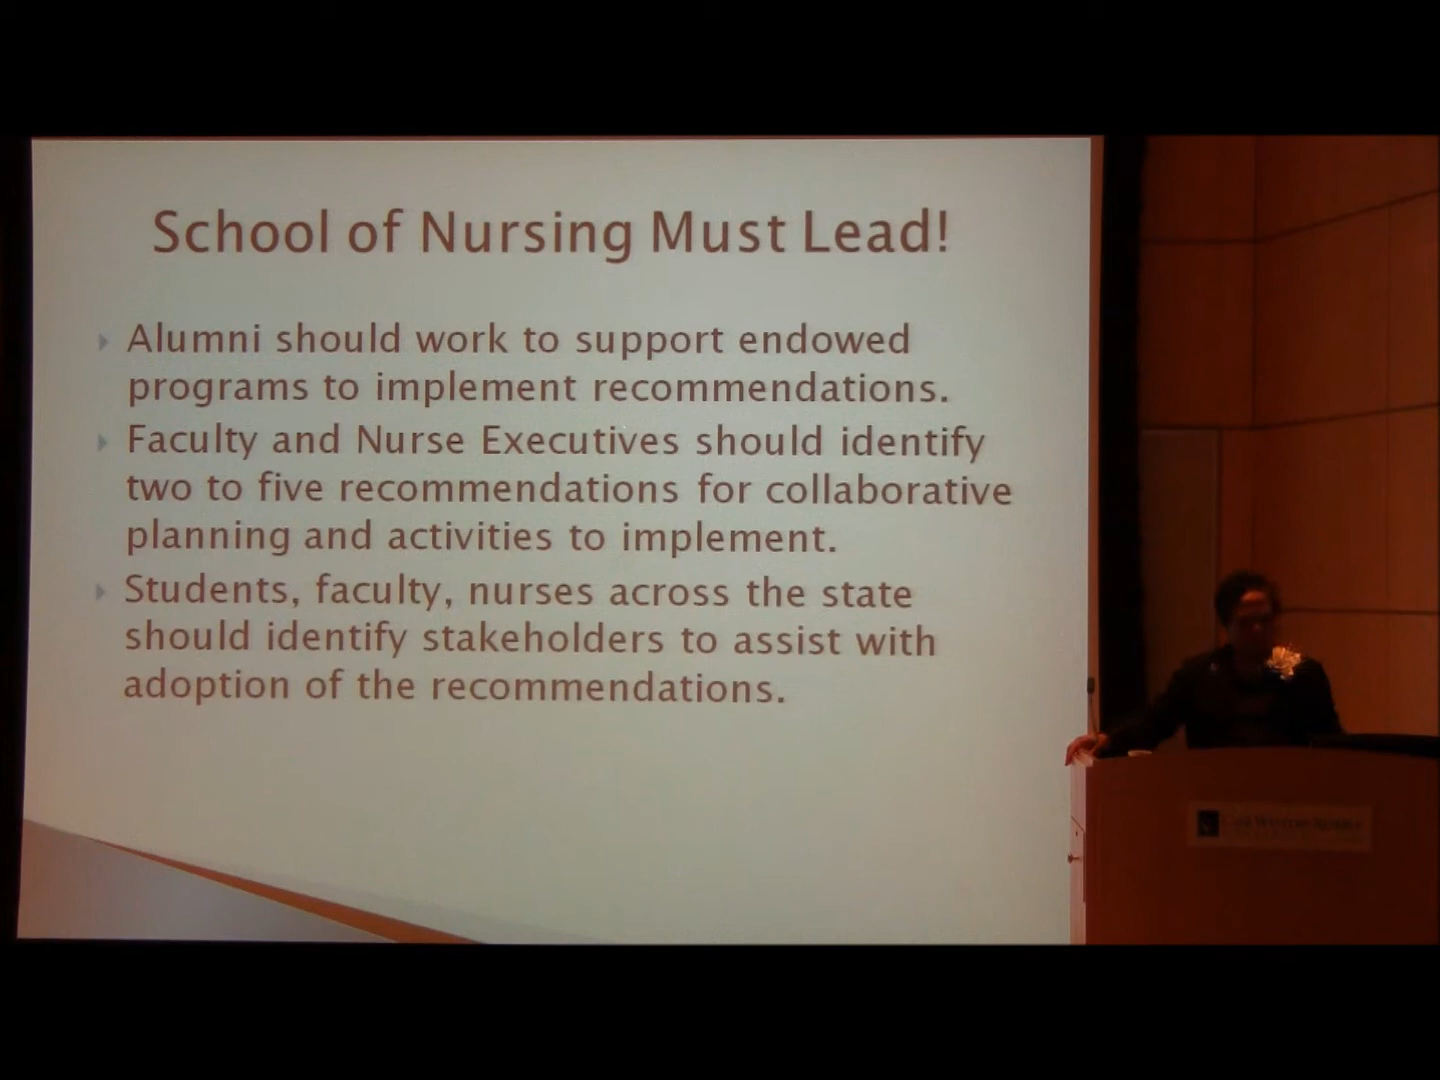 School of Nursing Must Lead!
Alumni should work to support endowed
programs to implement recommendations.
Faculty and Nurse Executives should identify
two to five recommendations for collaborative
planning and activities to implement.
Students, faculty, nurses across the state
should identify stakeholders to assist with
adoption of the recommendations.